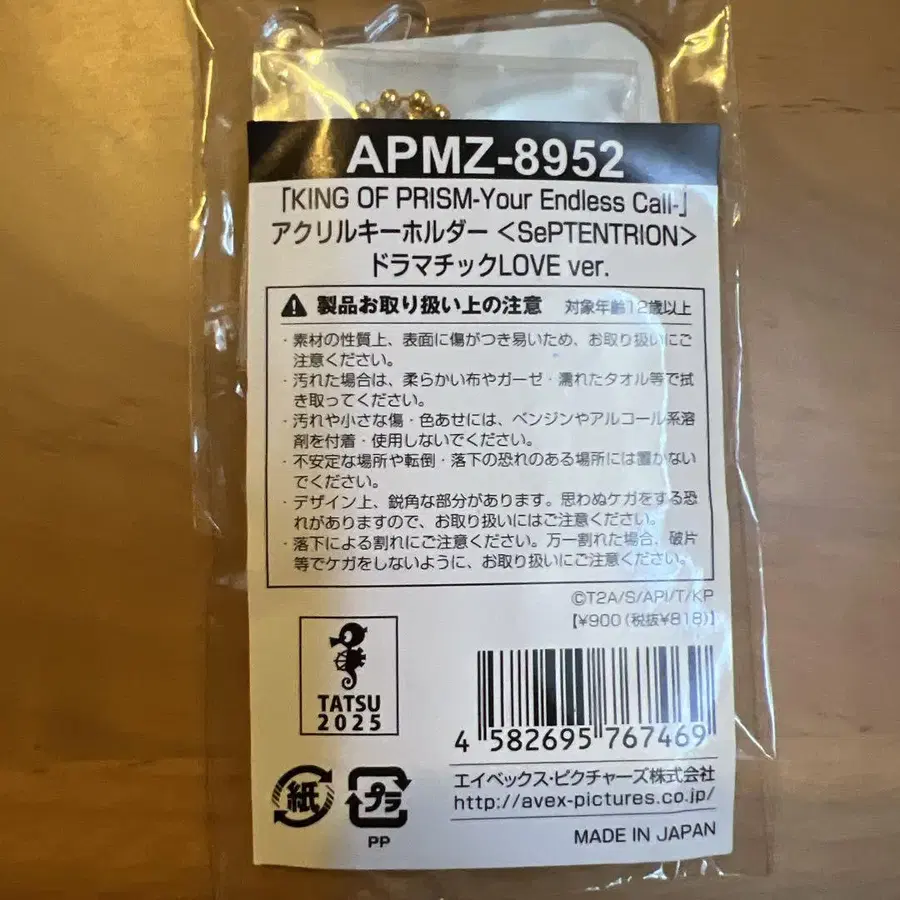 APMZ-8952
「KING OF PRISM-Your Endless Call-」
アクリルキーホルダー <SePTENTRION>
ドラマチックLOVE ver.
製品お取り扱い上の注意 対象年齢12歳以上
・素材の性質上、表面に傷がつき易いため、お取り扱いにご
注意ください。
・汚れた場合は、柔らかい布やガーゼ・濡れたタオル等で拭
き取ってください。
・汚れや小さな傷・色あせには、ベンジンやアルコール系溶
剤を付着・使用しないでください。
・不安定な場所や転倒・落下の恐れのある場所には置かない
でください。
・デザイン上、鋭角な部分があります。思わぬケガをする恐
れがありますので、お取り扱いにはご注意ください。
・落下による割れにご注意ください。万一割れた場合、破片
等でケガをしないように、お取り扱いにご注意ください。
©T2A/S/API/T/KP
【¥900(税抜¥818)】
TATSU
2025
4 582695 767469
エイベックス・ピクチャーズ株式会社
http://avex-pictures.co.jp/
紙
プラ
PP
MADE IN JAPAN